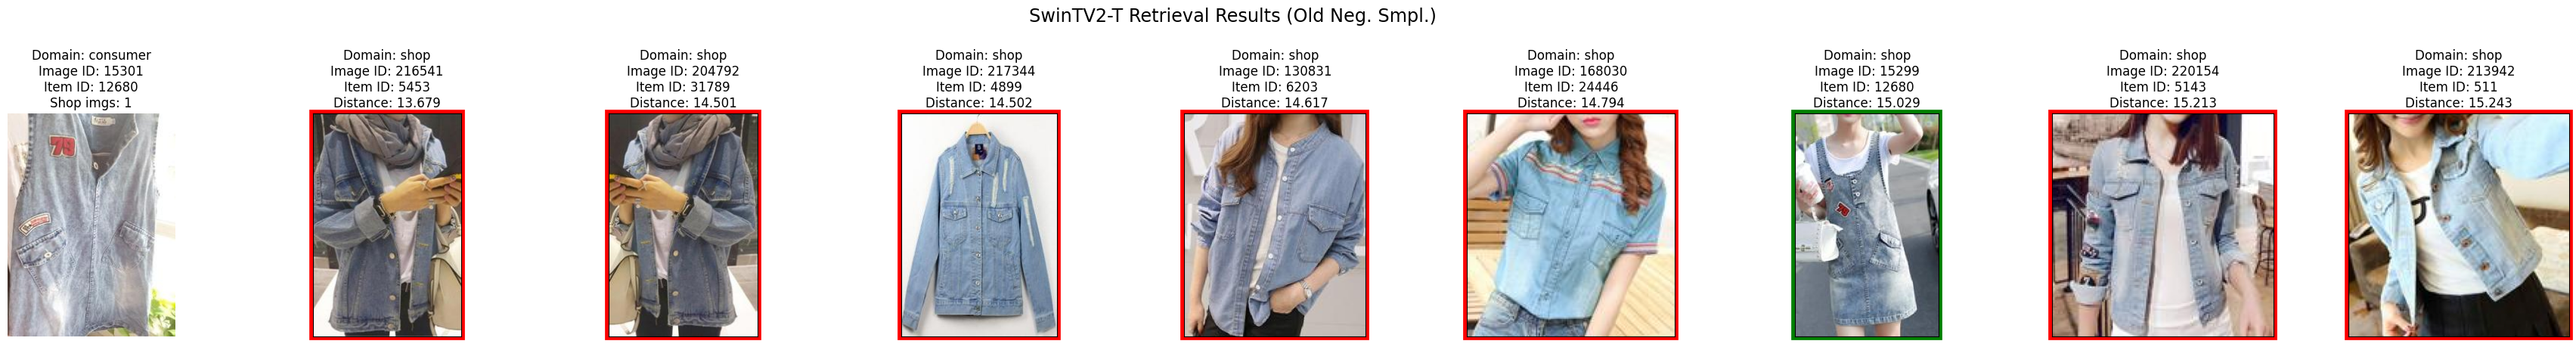 SwinTV2-T Retrieval Results (Old Neg. Smpl.)
Domain: consumer
Image ID: 15301
Item ID: 12680
Shop imgs: 1
Domain: shop
Image ID: 216541
Item ID: 5453
Distance: 13.679
Domain: shop
Image ID: 204792
Item ID: 31789
Distance: 14.501
Domain: shop
Image ID: 217344
Item ID: 4899
Distance: 14.502
Domain: shop
Image ID: 130831
Item ID: 6203
Distance: 14.617
Domain: shop
Image ID: 168030
Item ID: 24446
Distance: 14.794
Domain: shop
Image ID: 15299
Item ID: 12680
Distance: 15.029
Domain: shop
Image ID: 220154
Item ID: 5143
Distance: 15.213
Domain: shop
Image ID: 213942
Item ID: 511
Distance: 15.243
79
79